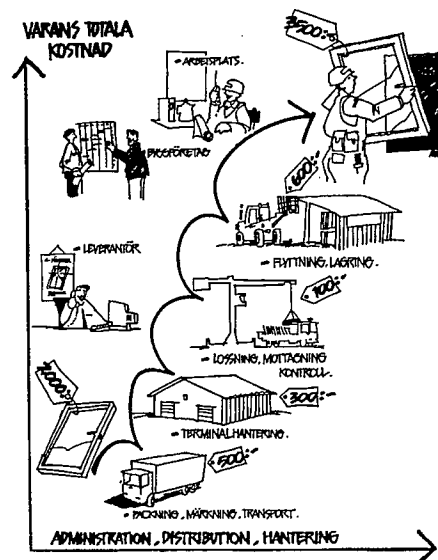 VARANS TOTALA
KOSTNAD
3500:-
- ARBETSPLATS.
BYGGFÖRETAG
600:-
- FLYTTNING, LAGRING.
- LEVERANTÖR
100:-
- LOSSNING, MOTTAGNING
KONTROLL.
2000:-
300:-
- TERMINALHANTERING.
500:-
- PACKNING, MÄRKNING, TRANSPORT.
ADMINISTRATION, DISTRIBUTION, HANTERING